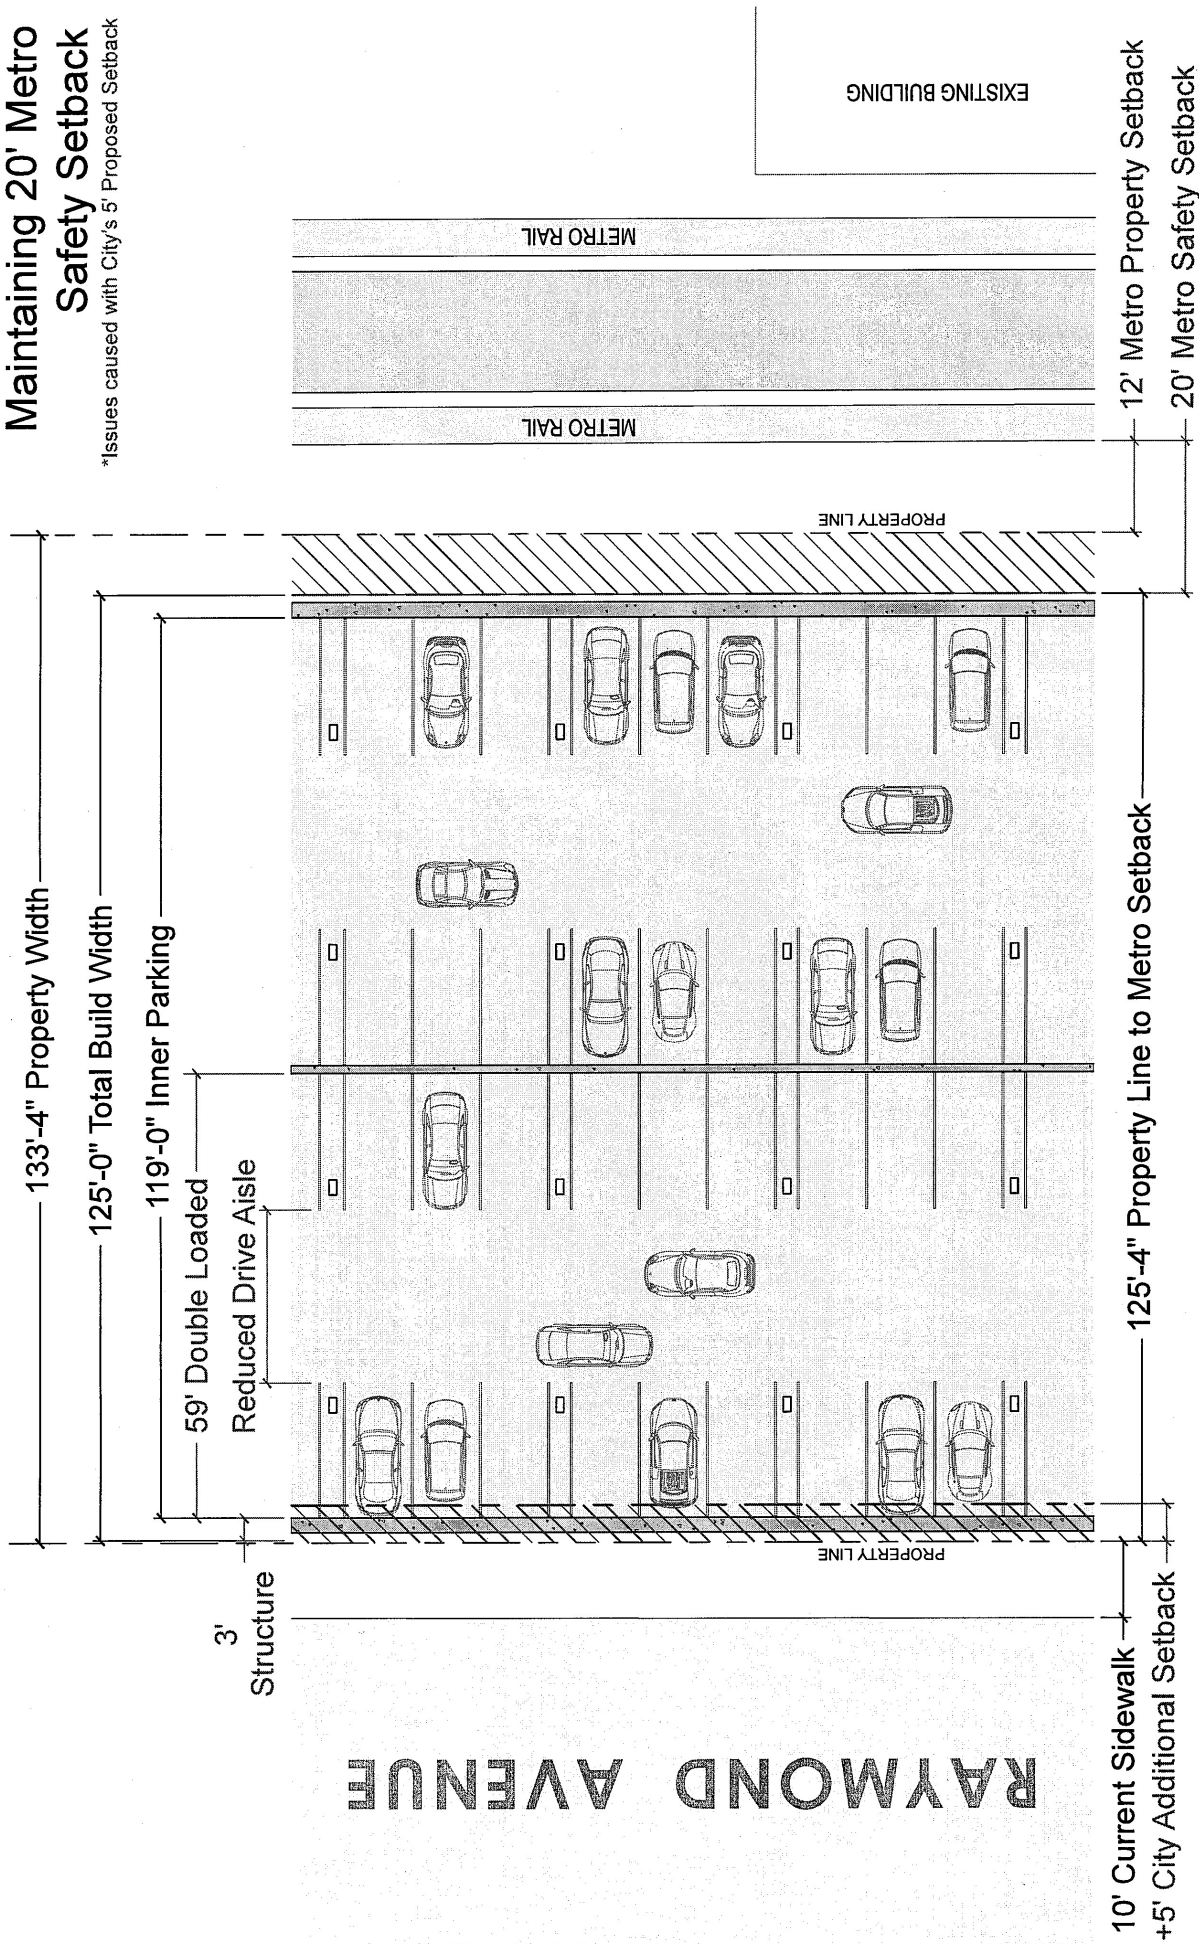 Maintaining 20' Metro
Safety Setback
*Issues caused with City's 5' Proposed Setback
133'-4" Property Width
125'-0" Total Build Width
119'-0" Inner Parking
59' Double Loaded
Reduced Drive Aisle
3'
Structure
RAYMOND AVENUE
PROPERTY LINE
PROPERTY LINE
METRO RAIL
METRO RAIL
EXISTING BUILDING
10' Current Sidewalk
+5' City Additional Setback
125'-4" Property Line to Metro Setback
12' Metro Property Setback
20' Metro Safety Setback